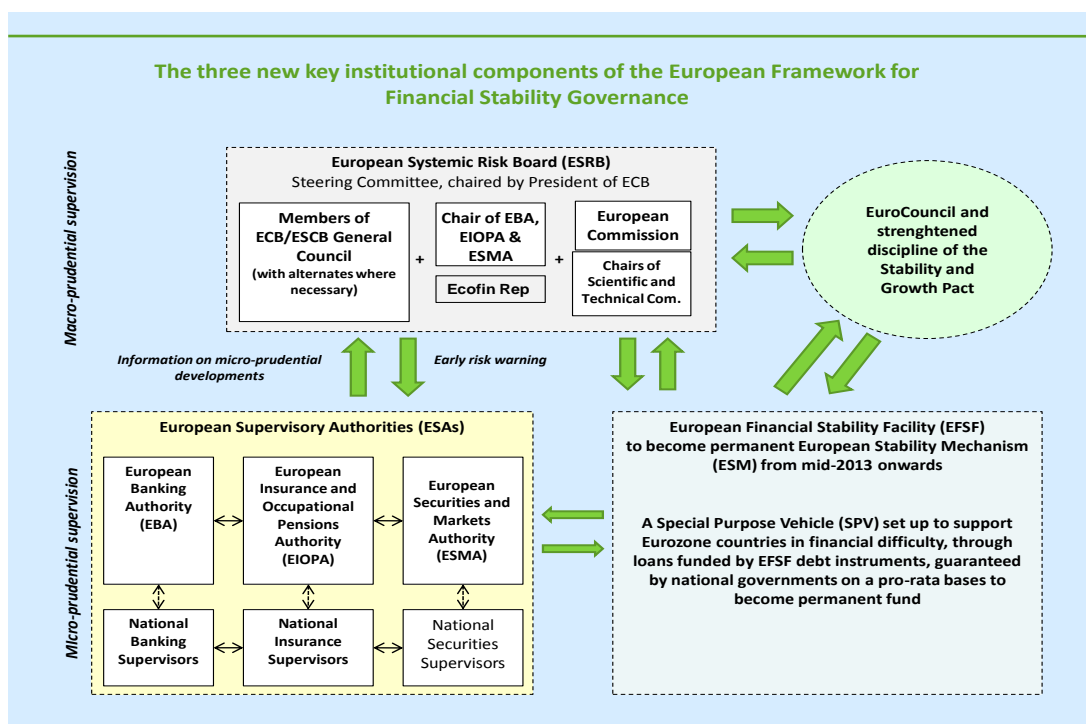 The three new key institutional components of the European Framework for
Financial Stability Governance
Macro-prudential supervision
European Systemic Risk Board (ESRB)
Steering Committee, chaired by President of ECB
Members of
ECB/ESCB General
Council
(with alternates where
necessary)
+
Chair of EBA,
EIOPA &
ESMA
Ecofin Rep
+
European
Commission
Chairs of
Scientific and
Technical Com.
EuroCouncil and
strenghtened
discipline of the
Stability and
Growth Pact
Information on micro-prudential
developments
Early risk warning
MIcro-prudential supervision
European Supervisory Authorities (ESAs)
European
Banking
Authority
(EBA)
European
Insurance and
Occupational
Pensions
Authority
(EIOPA)
European
Securities and
Markets
Authority
(ESMA)
National
Banking
Supervisors
National
Insurance
Supervisors
National
Securities
Supervisors
European Financial Stability Facility (EFSF)
to become permanent European Stability Mechanism
(ESM) from mid-2013 onwards
A Special Purpose Vehicle (SPV) set up to support
Eurozone countries in financial difficulty, through
loans funded by EFSF debt instruments, guaranteed
by national governments on a pro-rata bases to
become permanent fund